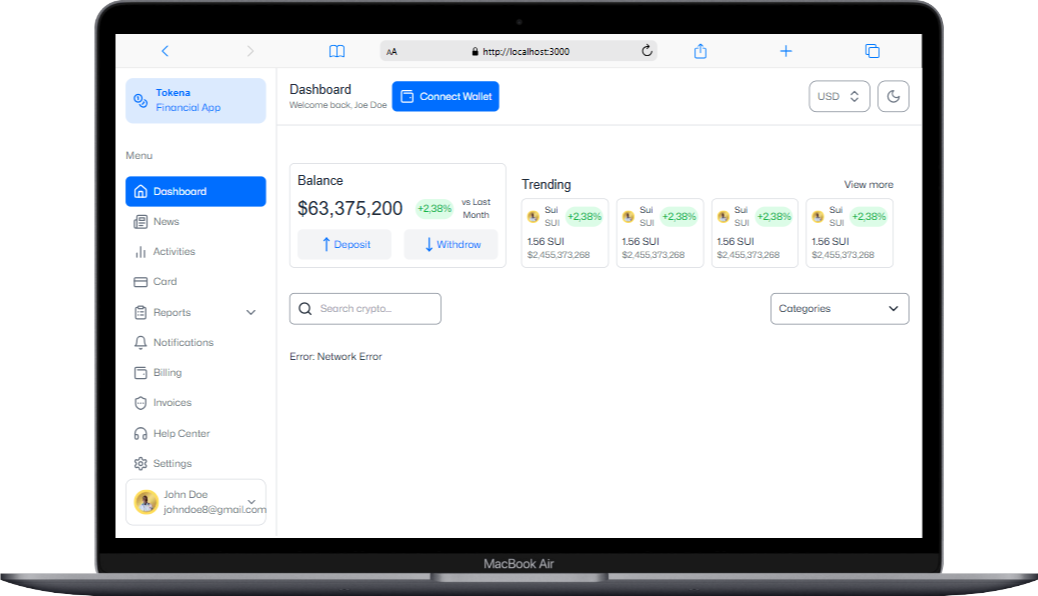 AA http://localhost:3000
Tokena
Financial App
Dashboard
Welcome back, Joe Doe
Connect Wallet
USD
Menu
Dashboard
News
Activities
Card
Reports
Notifications
Billing
Invoices
Help Center
Settings
John Doe
johndoe8@gmail.com
Balance
$63,375,200
+2,38%
vs Last
Month
Deposit
Withdrow
Trending
View more
Sui
SUI
+2,38%
1.56 SUI
$2,455,373,268
Sui
SUI
+2,38%
1.56 SUI
$2,455,373,268
Sui
SUI
+2,38%
1.56 SUI
$2,455,373,268
Sui
SUI
+2,38%
1.56 SUI
$2,455,373,268
Search crypto...
Categories
Error: Network Error
MacBook Air